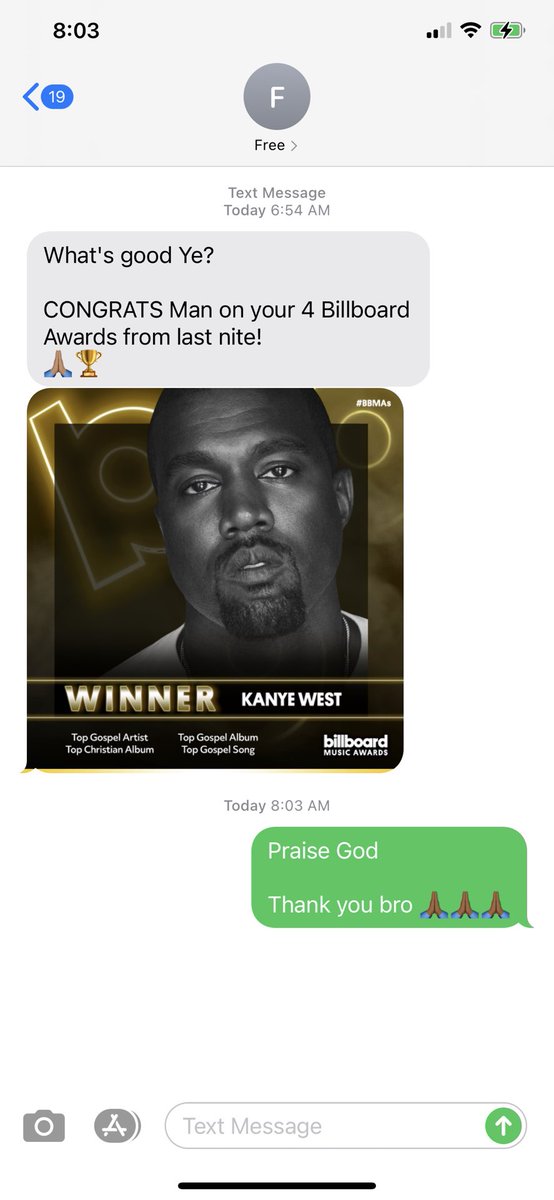 8:03
19
F
Free
Text Message
Today 6:54 AM
What's good Ye?
CONGRATS Man on your 4 Billboard
Awards from last nite!
🙏🏽🏆
#BBMAs
WINNER KANYE WEST
Top Gospel Artist
Top Christian Album
Top Gospel Album
Top Gospel Song
billboard
MUSIC AWARDS
Today 8:03 AM
Praise God
Thank you bro 🙏🏾🙏🏾🙏🏾
Text Message